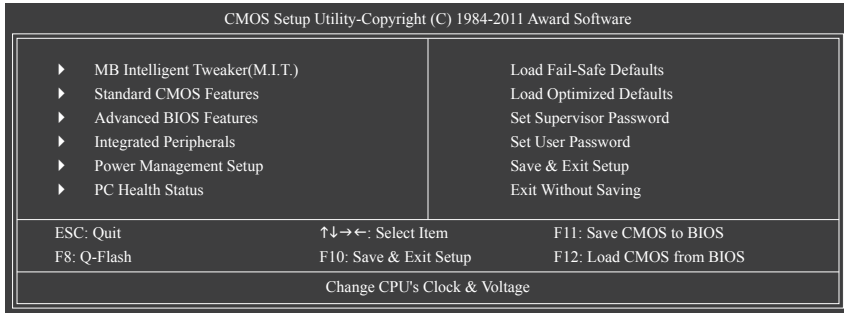 CMOS Setup Utility-Copyright (C) 1984-2011 Award Software
MB Intelligent Tweaker(M.I.T.)
Standard CMOS Features
Advanced BIOS Features
Integrated Peripherals
Power Management Setup
PC Health Status
Load Fail-Safe Defaults
Load Optimized Defaults
Set Supervisor Password
Set User Password
Save & Exit Setup
Exit Without Saving
ESC: Quit ↑↓→←: Select Item F11: Save CMOS to BIOS
F8: Q-Flash F10: Save & Exit Setup F12: Load CMOS from BIOS
Change CPU's Clock & Voltage